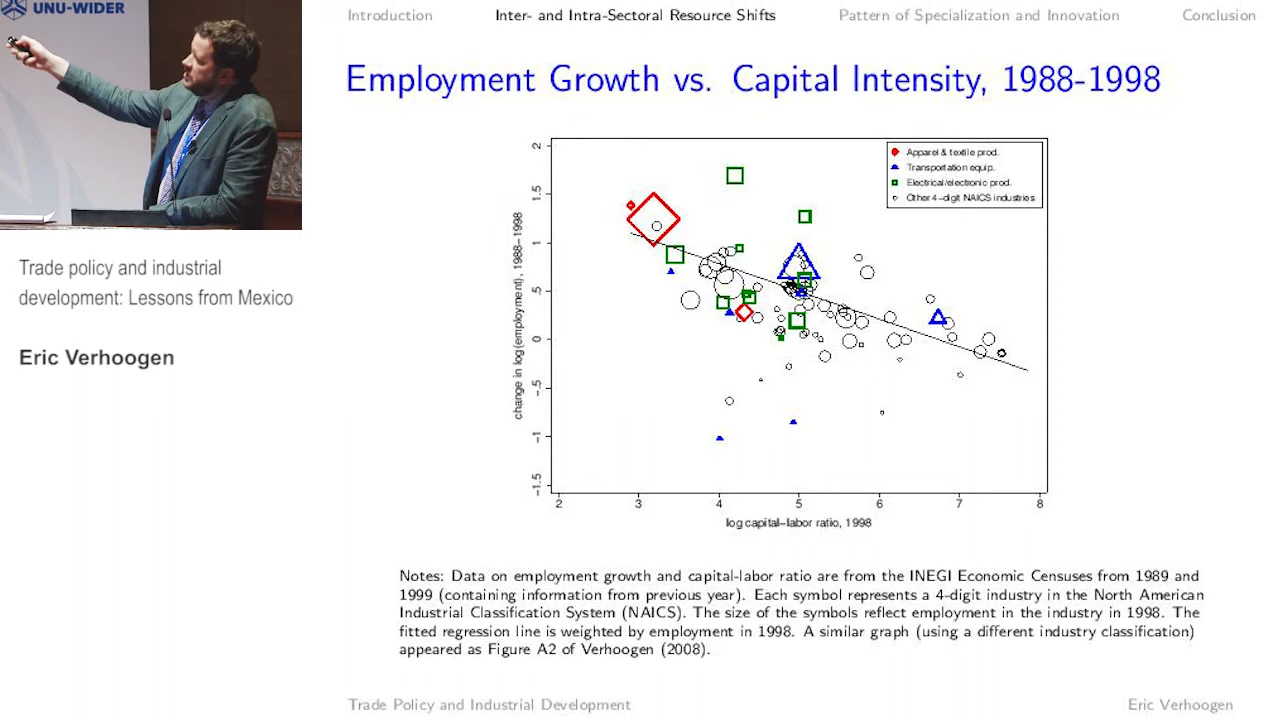 UNU-WIDER
Trade policy and industrial
development: Lessons from Mexico
Eric Verhoogen
Introduction Inter- and Intra-Sectoral Resource Shifts Pattern of Specialization and Innovation Conclusion
Employment Growth vs. Capital Intensity, 1988-1998
Apparel & textile prod.
Transportation equip.
Electrical/electronic prod.
Other 4-digit NAICS industries
change in log(employment), 1988-1998
2
1.5
1
.5
0
-.5
-1
-1.5
2 3 4 5 6 7 8
log capital-labor ratio, 1998
Notes: Data on employment growth and capital-labor ratio are from the INEGI Economic Censuses from 1989 and
1999 (containing information from previous year). Each symbol represents a 4-digit industry in the North American
Industrial Classification System (NAICS). The size of the symbols reflect employment in the industry in 1998. The
fitted regression line is weighted by employment in 1998. A similar graph (using a different industry classification)
appeared as Figure A2 of Verhoogen (2008).
Trade Policy and Industrial Development Eric Verhoogen